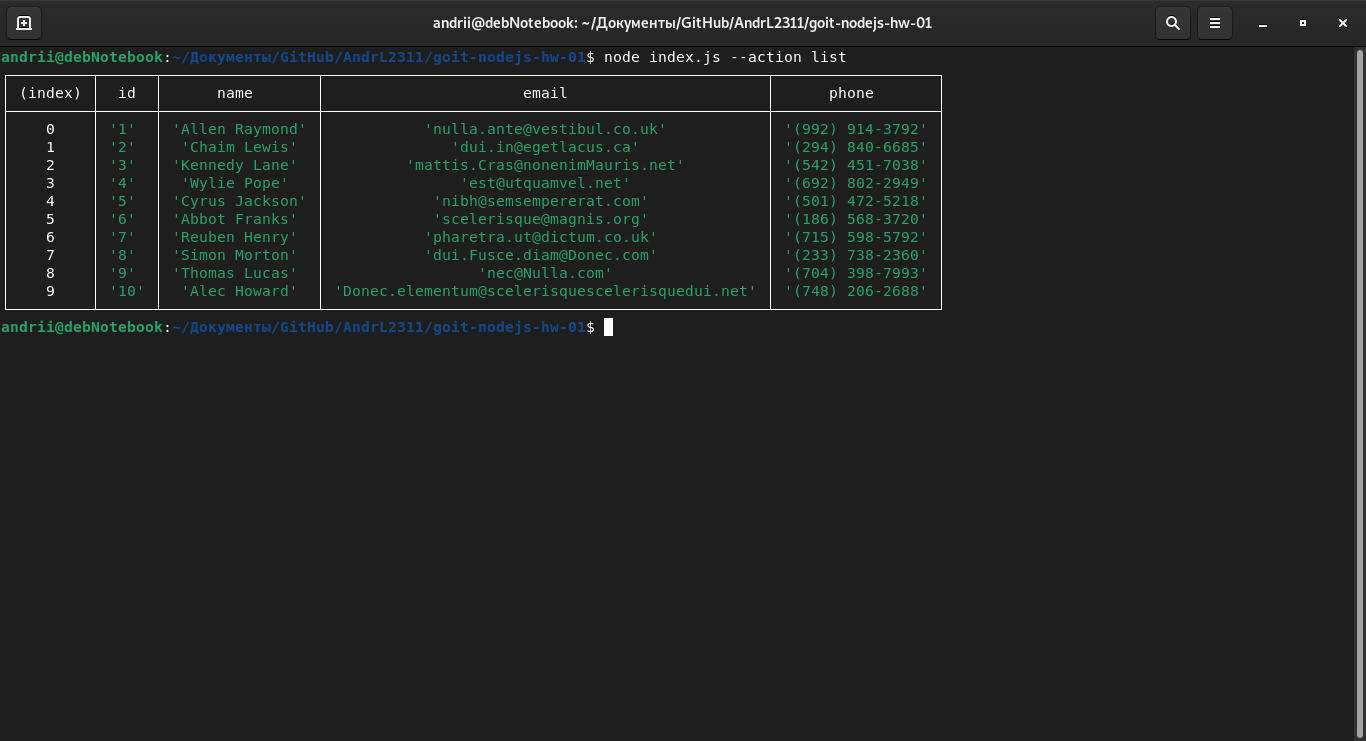 andrii@debNotebook: ~/Документы/GitHub/AndrL2311/goit-nodejs-hw-01
andrii@debNotebook:~/Документы/GitHub/AndrL2311/goit-nodejs-hw-01$ node index.js --action list
(index) id name email phone
0 '1' 'Allen Raymond' 'nulla.ante@vestibul.co.uk' '(992) 914-3792'
1 '2' 'Chaim Lewis' 'dui.in@egetlacus.ca' '(294) 840-6685'
2 '3' 'Kennedy Lane' 'mattis.Cras@nonenimMauris.net' '(542) 451-7038'
3 '4' 'Wylie Pope' 'est@utquamvel.net' '(692) 802-2949'
4 '5' 'Cyrus Jackson' 'nibh@semsempererat.com' '(501) 472-5218'
5 '6' 'Abbot Franks' 'scelerisque@magnis.org' '(186) 568-3720'
6 '7' 'Reuben Henry' 'pharetra.ut@dictum.co.uk' '(715) 598-5792'
7 '8' 'Simon Morton' 'dui.Fusce.diam@Donec.com' '(233) 738-2360'
8 '9' 'Thomas Lucas' 'nec@Nulla.com' '(704) 398-7993'
9 '10' 'Alec Howard' 'Donec.elementum@scelerisquescelerisquedui.net' '(748) 206-2688'
andrii@debNotebook:~/Документы/GitHub/AndrL2311/goit-nodejs-hw-01$